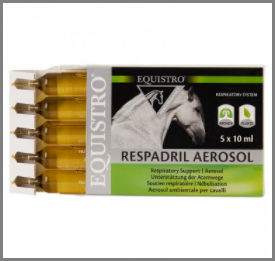 EQUISTRO®
EQUISTRO®
RESPIRATORY SYSTEM
5 x 10 ml
RESPADRIL AEROSOL
Respiratory Support | Aerosol
Unterstützung der Atemwege
Soutien respiratoire | Nébulisation
Aerosol ambientale per cavalli